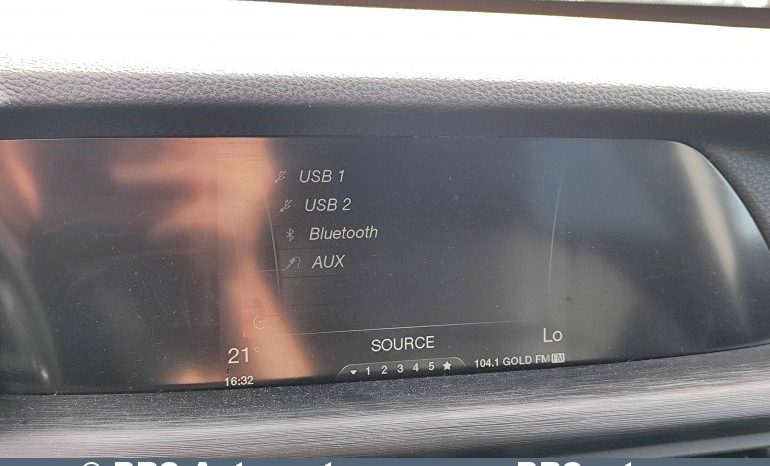 USB 1
USB 2
Bluetooth
AUX
21° SOURCE Lo
16:32 1 2 3 4 5 104.1 GOLD FM FM